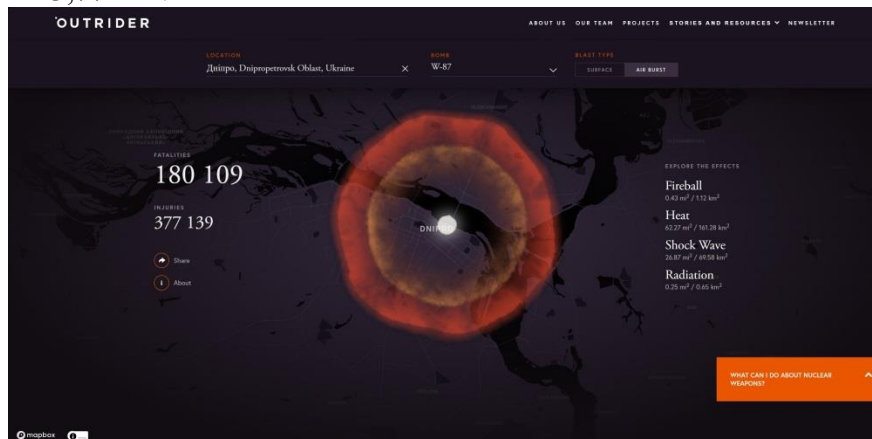 OUTRIDER
ABOUT US OUR TEAM PROJECTS STORIES AND RESOURCES NEWSLETTER
LOCATION BOMB BLAST TYPE
Дніпро, Dnipropetrovsk Oblast, Ukraine W-87 SURFACE AIR BURST
FATALITIES
180 109
INJURIES
377 139
Share
About
DNIPRO
EXPLORE THE EFFECTS
Fireball
0.43 mi² / 1.12 km²
Heat
62.27 mi² / 161.28 km²
Shock Wave
26.87 mi² / 69.58 km²
Radiation
0.25 mi² / 0.65 km²
WHAT CAN I DO ABOUT NUCLEAR
WEAPONS?
mapbox